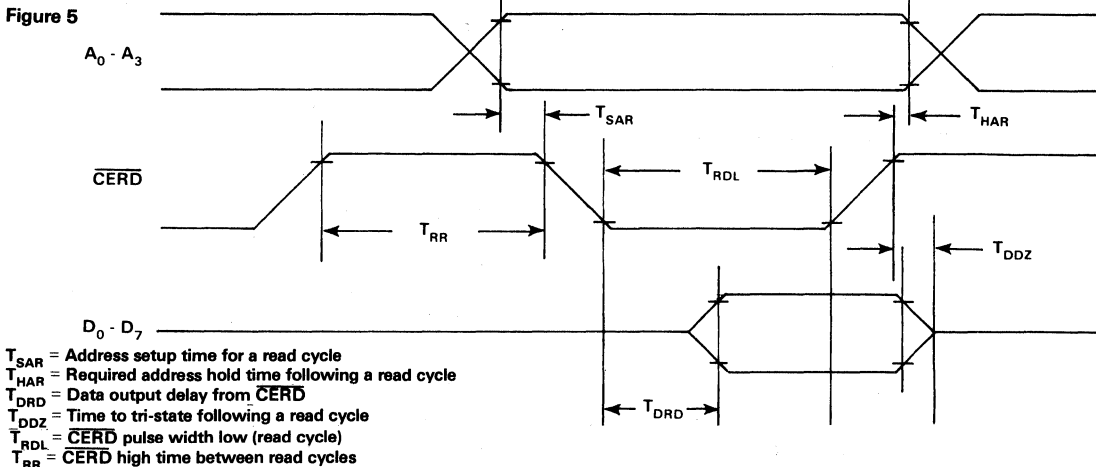 Figure 5
A0 - A3
TSAR
THAR
CERD
TRDL
TRR
TDDZ
D0 - D7
TSAR = Address setup time for a read cycle
THAR = Required address hold time following a read cycle
TDRD = Data output delay from CERD
TDDZ = Time to tri-state following a read cycle
TRDL = CERD pulse width low (read cycle)
TRR = CERD high time between read cycles
TDRD